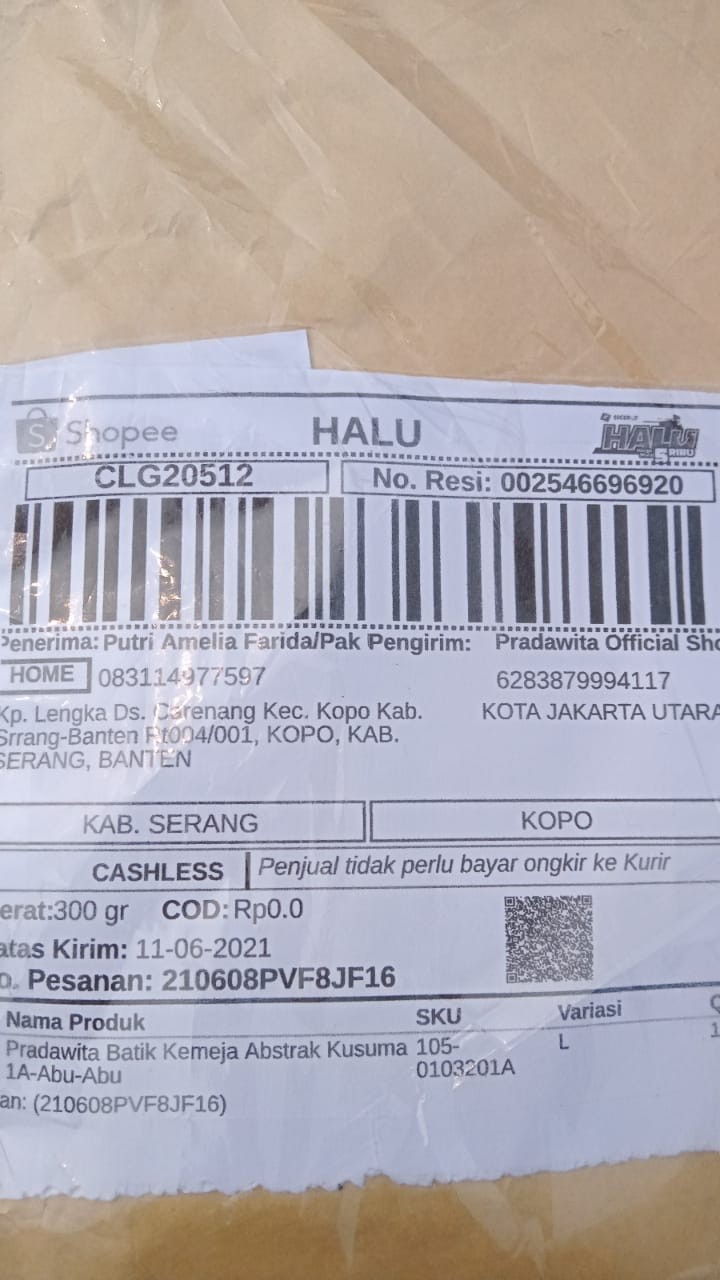 Shopee HALU HALU 5 RIBU
CLG20512 No. Resi: 002546696920
Penerima: Putri Amelia Farida/Pak Pengirim: Pradawita Official Sho
HOME 083114977597 6283879994117
Kp. Lengka Ds. Carenang Kec. Kopo Kab. KOTA JAKARTA UTARA
Srrang-Banten Rt004/001, KOPO, KAB.
SERANG, BANTEN
KAB. SERANG KOPO
CASHLESS Penjual tidak perlu bayar ongkir ke Kurir
erat:300 gr COD: Rp0.0
atas Kirim: 11-06-2021
o. Pesanan: 210608PVF8JF16
Nama Produk SKU Variasi
Pradawita Batik Kemeja Abstrak Kusuma 105- L 1
1A-Abu-Abu 0103201A
an: (210608PVF8JF16)